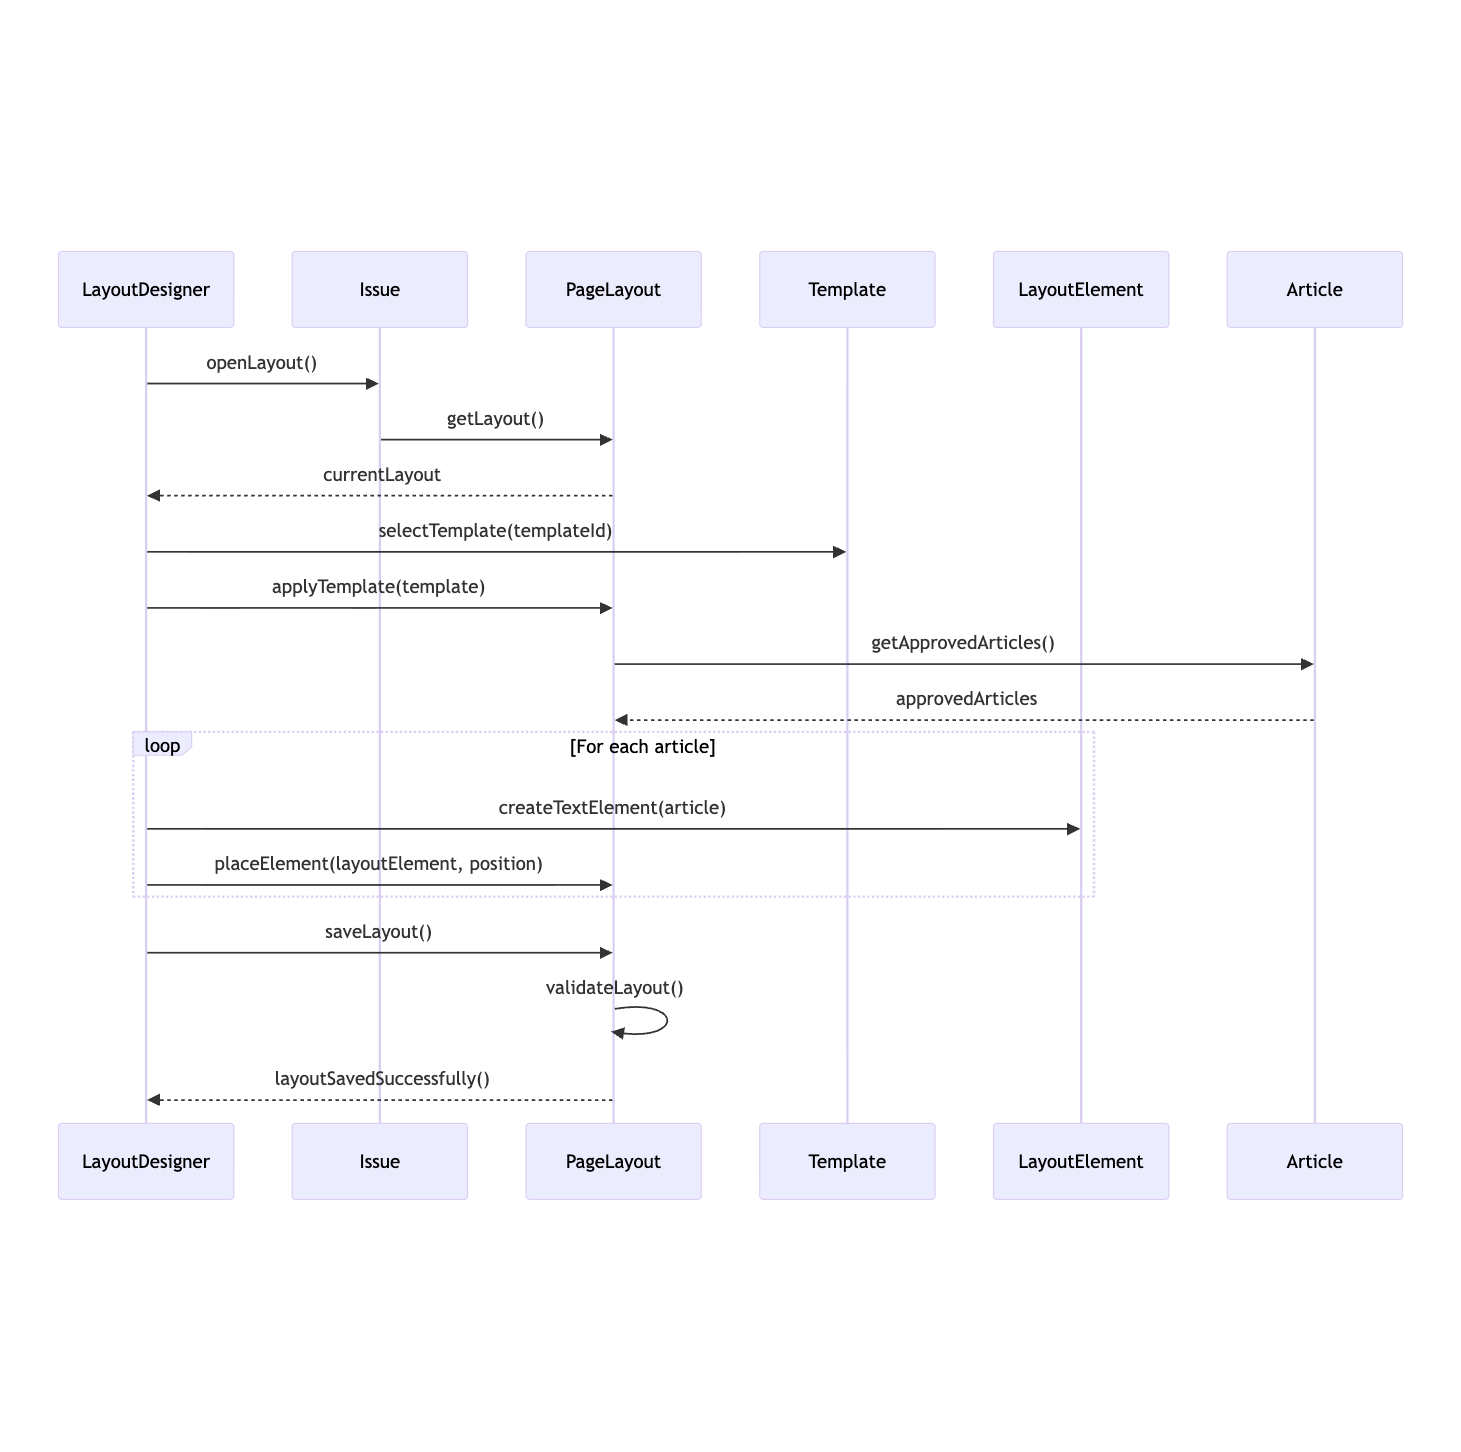 LayoutDesigner
Issue
PageLayout
Template
LayoutElement
Article
openLayout()
getLayout()
currentLayout
selectTemplate(templateId)
applyTemplate(template)
getApprovedArticles()
approvedArticles
loop
[For each article]
createTextElement(article)
placeElement(layoutElement, position)
saveLayout()
validateLayout()
layoutSavedSuccessfully()
LayoutDesigner
Issue
PageLayout
Template
LayoutElement
Article